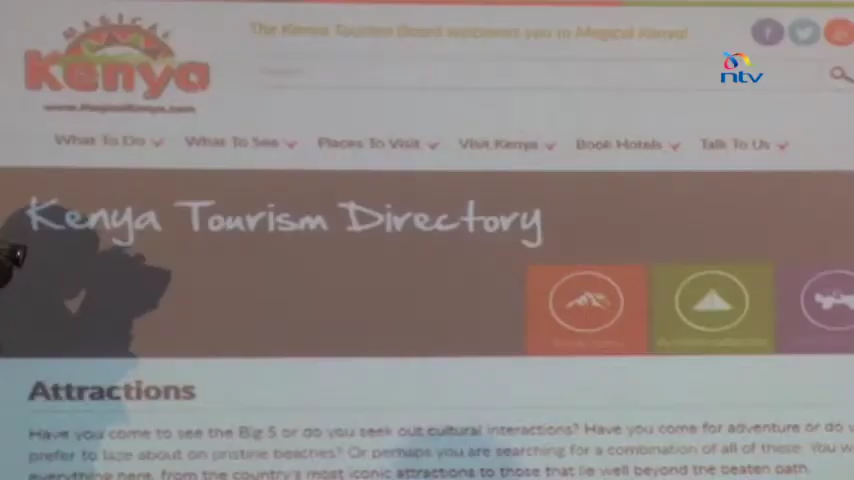 MAGICAL
Kenya
www.MagicalKenya.com
The Kenya Tourism Board welcomes you to Magical Kenya!
f
ntv
What To Do
What To See
Places To Visit
Visit Kenya
Book Hotels
Talk To Us
Kenya Tourism Directory
Attractions
Have you come to see the Big 5 or do you seek out cultural interactions? Have you come for adventure or do
prefer to laze about on pristine beaches? Or perhaps you are searching for a combination of all of these. You
everything here, from the country's most iconic attractions to those that lie well beyond the beaten path.